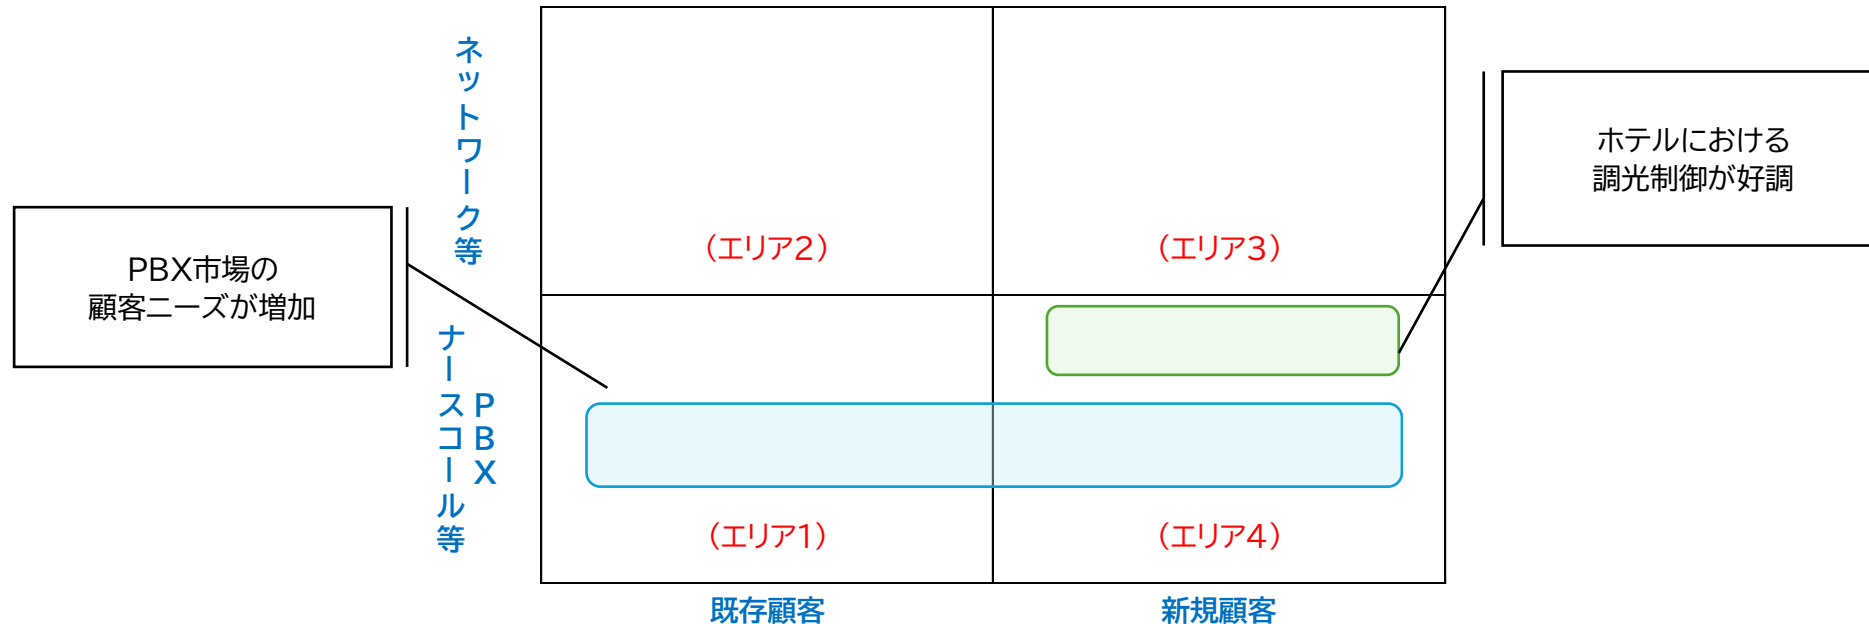 ネットワーク等
ホテルにおける
調光制御が好調
(エリア2)
(エリア3)
PBX市場の
顧客ニーズが増加
PBX
ナースコール等
(エリア1)
(エリア4)
既存顧客
新規顧客